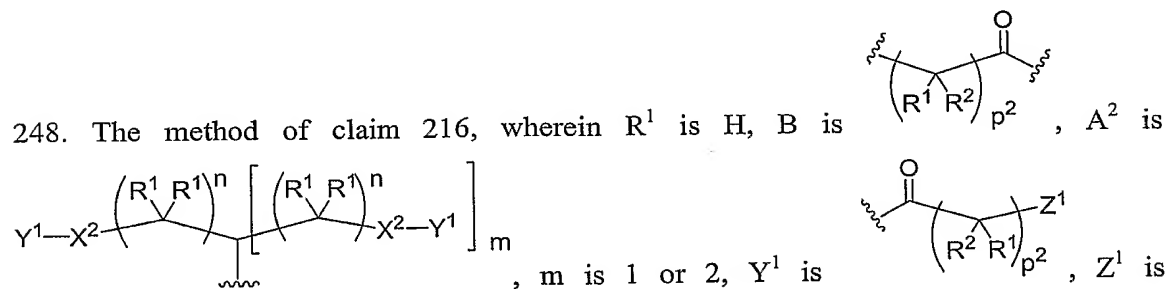 O
R¹ R² p²
248. The method of claim 216, wherein R¹ is H, B is , A² is
R¹ R¹ n R¹ R¹ n
Y¹—X² X²—Y¹ m
O
Z¹
R² R¹ p²
, m is 1 or 2, Y¹ is , Z¹ is